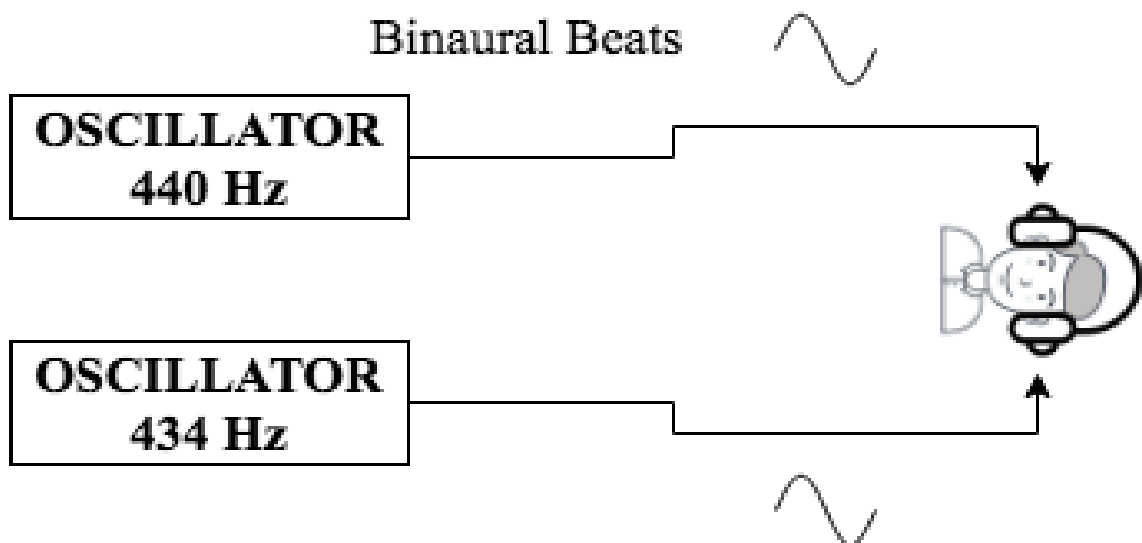 Binaural Beats
OSCILLATOR
440 Hz
OSCILLATOR
434 Hz